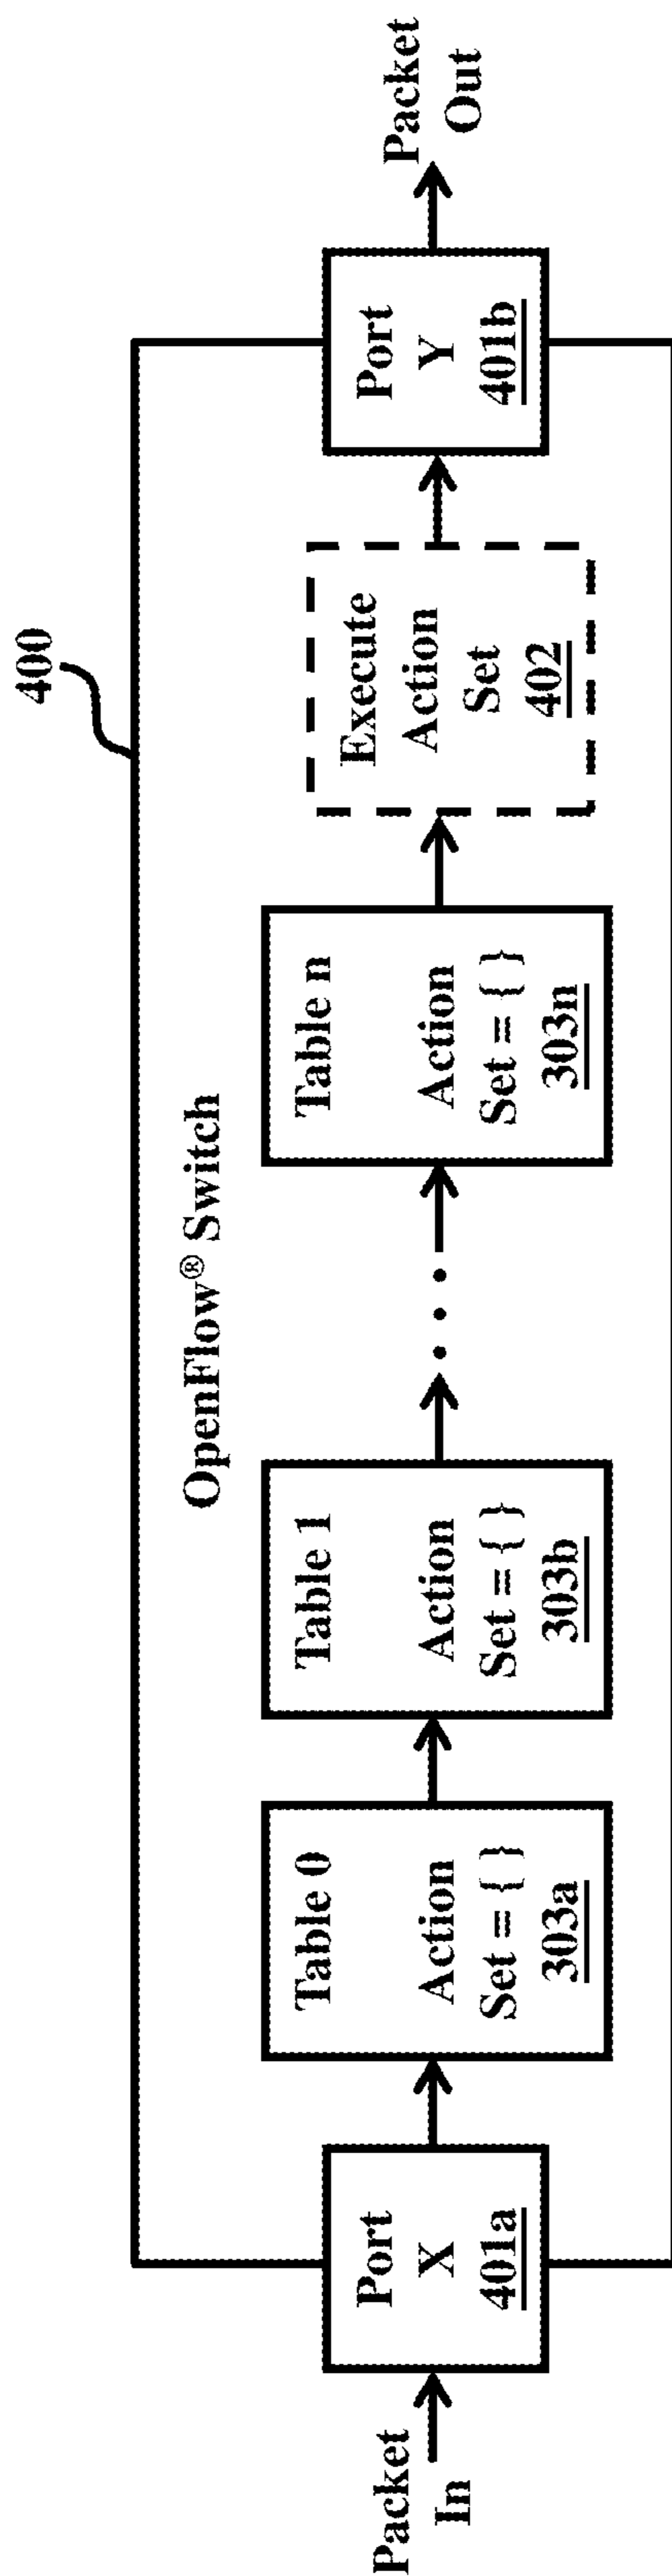 400
OpenFlow® Switch
Packet
In
Port
X
401a
Table 0
Action
Set = { }
303a
Table 1
Action
Set = { }
303b
Table n
Action
Set = { }
303n
Execute
Action
Set
402
Port
Y
401b
Packet
Out